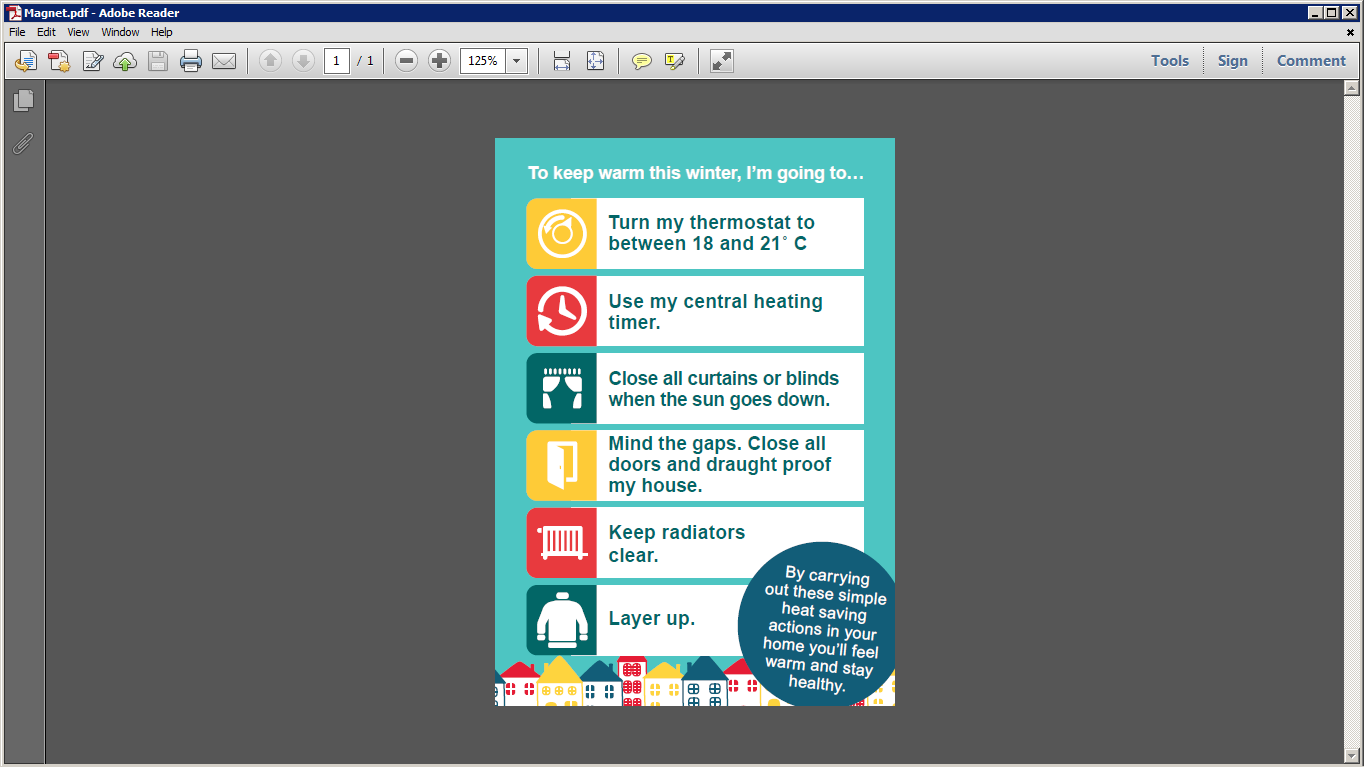 Magnet.pdf - Adobe Reader
File Edit View Window Help
1 / 1 125% Tools Sign Comment
To keep warm this winter, I'm going to...
Turn my thermostat to
between 18 and 21˚ C
Use my central heating
timer.
Close all curtains or blinds
when the sun goes down.
Mind the gaps. Close all
doors and draught proof
my house.
Keep radiators
clear.
Layer up.
By carrying
out these simple
heat saving
actions in your
home you'll feel
warm and stay
healthy.